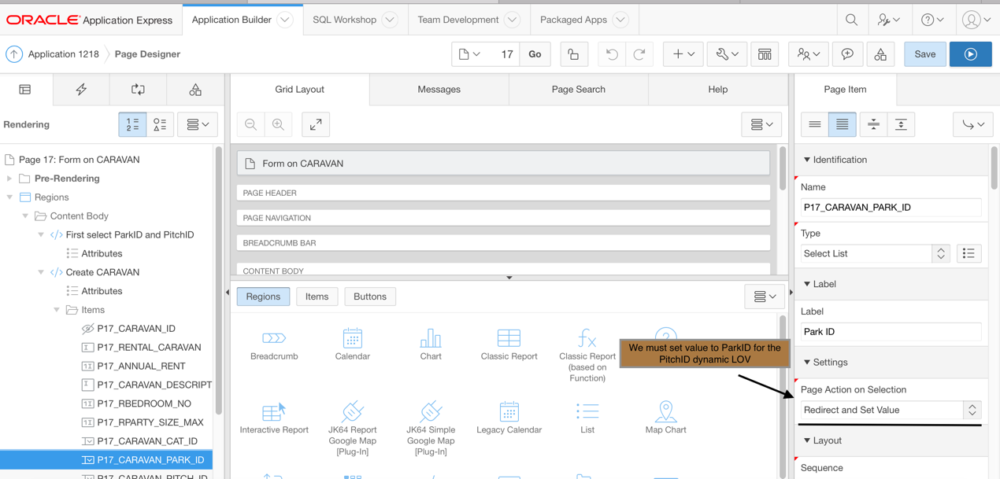 ORACLE Application Express
Application Builder
SQL Workshop
Team Development
Packaged Apps
Application 1218
Page Designer
17
Go
Save
Rendering
Page 17: Form on CARAVAN
Pre-Rendering
Regions
Content Body
First select ParkID and PitchID
Attributes
Create CARAVAN
Attributes
Items
P17_CARAVAN_ID
P17_RENTAL_CARAVAN
P17_ANNUAL_RENT
P17_CARAVAN_DESCRIPT
P17_RBEDROOM_NO
P17_RPARTY_SIZE_MAX
P17_CARAVAN_CAT_ID
P17_CARAVAN_PARK_ID
P17_CARAVAN_PITCH_ID
Grid Layout
Messages
Page Search
Help
Form on CARAVAN
PAGE HEADER
PAGE NAVIGATION
BREADCRUMB BAR
CONTENT BODY
Regions
Items
Buttons
Breadcrumb
Calendar
Chart
Classic Report
Classic Report
(based on
Function)
We must set value to ParkID for the
PitchID dynamic LOV
Interactive Report
JK64 Report
Google Map
[Plug-In]
JK64 Simple
Google Map
[Plug-In]
Legacy Calendar
List
Map Chart
Page Item
Identification
Name
P17_CARAVAN_PARK_ID
Type
Select List
Label
Label
Park ID
Settings
Page Action on Selection
Redirect and Set Value
Layout
Sequence